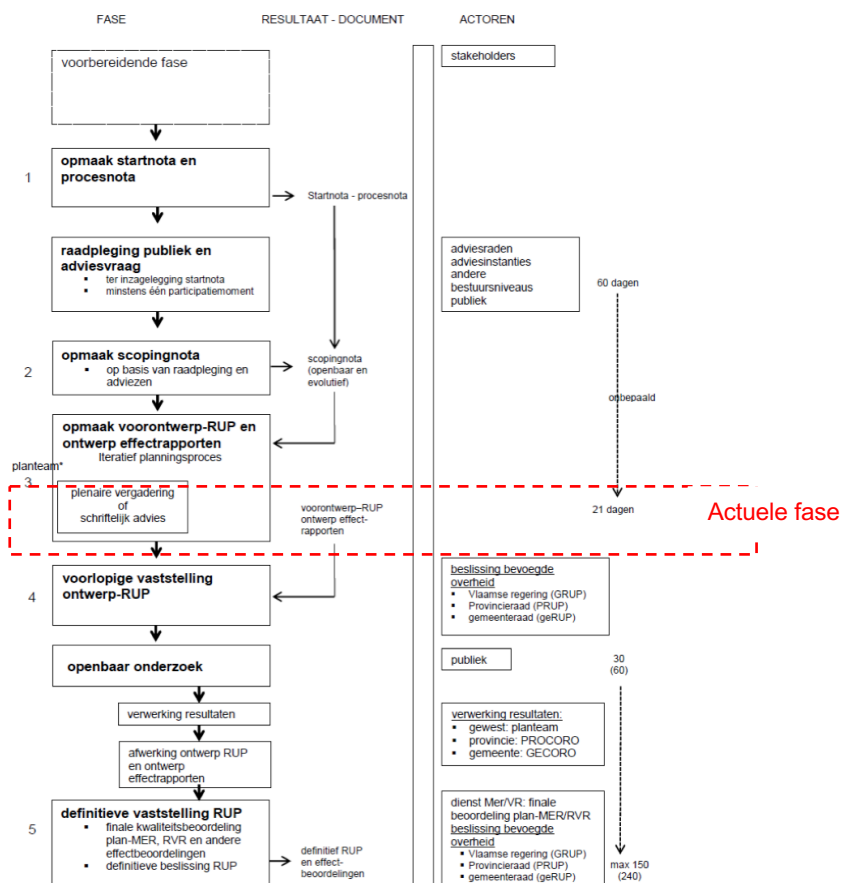 FASE
RESULTAAT - DOCUMENT
ACTOREN
voorbereidende fase
stakeholders
1
opmaak startnota en
procesnota
Startnota - procesnota
raadpleging publiek en
adviesvraag
▪ ter inzagelegging startnota
▪ minstens één participatiemoment
adviesraden
adviesinstanties
andere
bestuursniveaus
publiek
60 dagen
2
opmaak scopingnota
▪ op basis van raadpleging en
adviezen
scopingnota
(openbaar en
evolutief)
onbepaald
opmaak voorontwerp-RUP en
ontwerp effectrapporten
Iteratief planningsproces
planteam*
3
plenaire vergadering
of
schriftelijk advies
voorontwerp–RUP
ontwerp effect-
rapporten
21 dagen
Actuele fase
4
voorlopige vaststelling
ontwerp-RUP
beslissing bevoegde
overheid
▪ Vlaamse regering (GRUP)
▪ Provincieraad (PRUP)
▪ gemeenteraad (geRUP)
openbaar onderzoek
publiek
30
(60)
verwerking resultaten
verwerking resultaten:
▪ gewest: planteam
▪ provincie: PROCORO
▪ gemeente: GECORO
afwerking ontwerp RUP
en ontwerp
effectrapporten
5
definitieve vaststelling RUP
▪ finale kwaliteitsbeoordeling
plan-MER, RVR en andere
effectbeoordelingen
▪ definitieve beslissing RUP
definitief RUP
en effect-
beoordelingen
dienst Mer/VR: finale
beoordeling plan-MER/RVR
beslissing bevoegde
overheid
▪ Vlaamse regering (GRUP)
▪ Provincieraad (PRUP)
▪ gemeenteraad (geRUP)
max 150
(240)